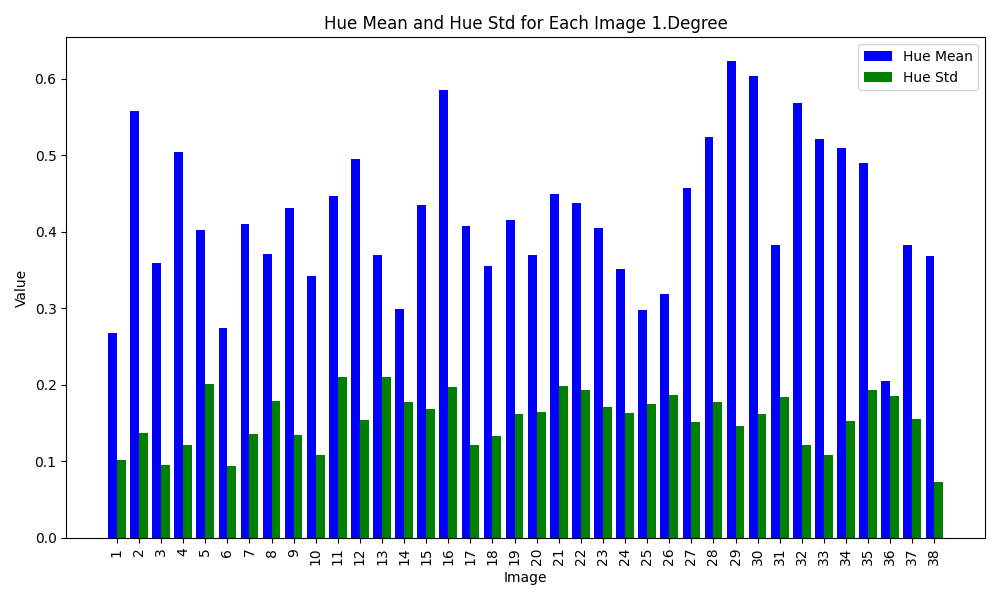 Hue Mean and Hue Std for Each Image 1.Degree
Hue Mean
Hue Std
Value
0.6
0.5
0.4
0.3
0.2
0.1
0.0
1 2 3 4 5 6 7 8 9 10 11 12 13 14 15 16 17 18 19 20 21 22 23 24 25 26 27 28 29 30 31 32 33 34 35 36 37 38
Image